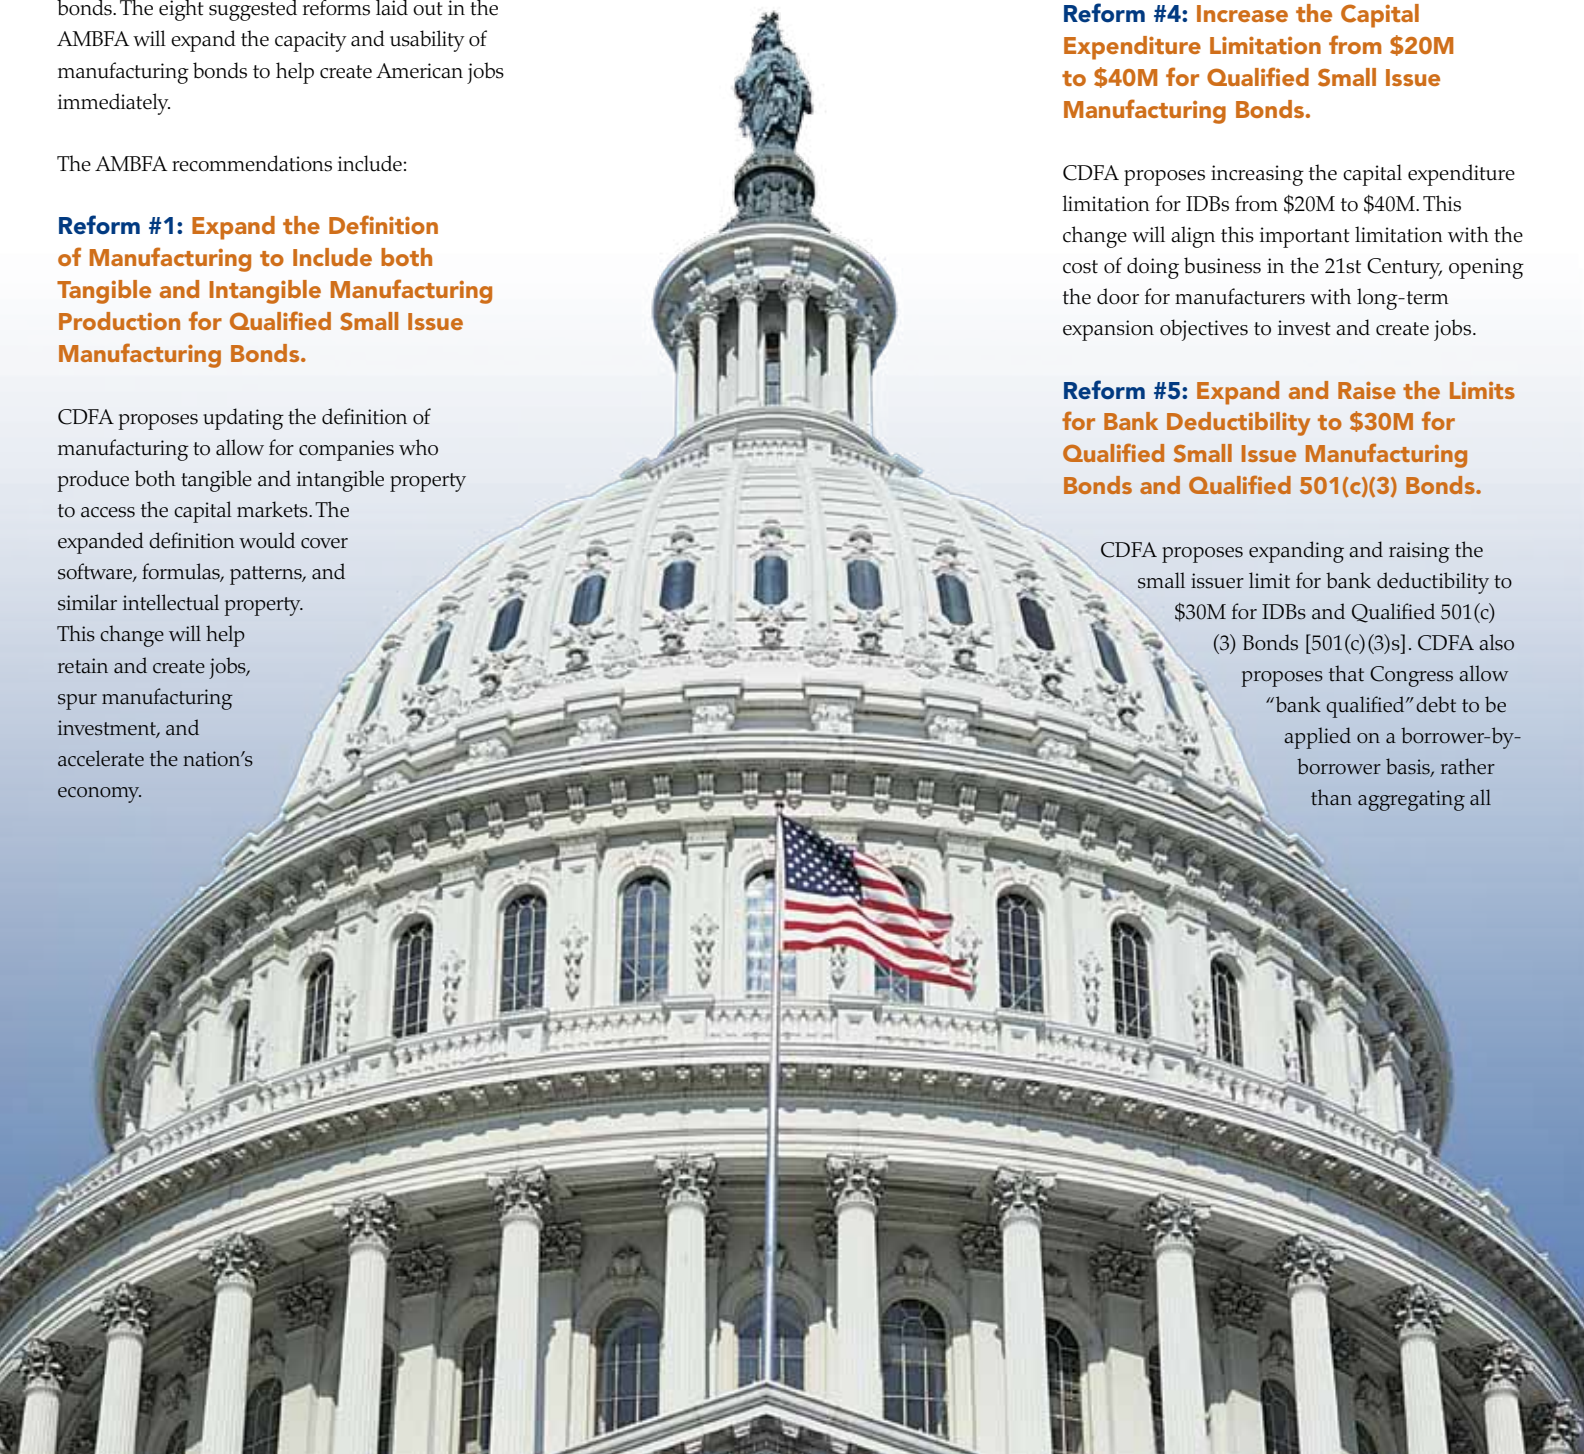 bonds. The eight suggested reforms laid out in the
AMBFA will expand the capacity and usability of
manufacturing bonds to help create American jobs
immediately.
The AMBFA recommendations include:
Reform #1: Expand the Definition
of Manufacturing to Include both
Tangible and Intangible Manufacturing
Production for Qualified Small Issue
Manufacturing Bonds.
CDFA proposes updating the definition of
manufacturing to allow for companies who
produce both tangible and intangible property
to access the capital markets. The
expanded definition would cover
software, formulas, patterns, and
similar intellectual property.
This change will help
retain and create jobs,
spur manufacturing
investment, and
accelerate the nation's
economy.
Reform #4: Increase the Capital
Expenditure Limitation from $20M
to $40M for Qualified Small Issue
Manufacturing Bonds.
CDFA proposes increasing the capital expenditure
limitation for IDBs from $20M to $40M. This
change will align this important limitation with the
cost of doing business in the 21st Century, opening
the door for manufacturers with long-term
expansion objectives to invest and create jobs.
Reform #5: Expand and Raise the Limits
for Bank Deductibility to $30M for
Qualified Small Issue Manufacturing
Bonds and Qualified 501(c)(3) Bonds.
CDFA proposes expanding and raising the
small issuer limit for bank deductibility to
$30M for IDBs and Qualified 501(c)
(3) Bonds [501(c)(3)s]. CDFA also
proposes that Congress allow
“bank qualified” debt to be
applied on a borrower-by-
borrower basis, rather
than aggregating all